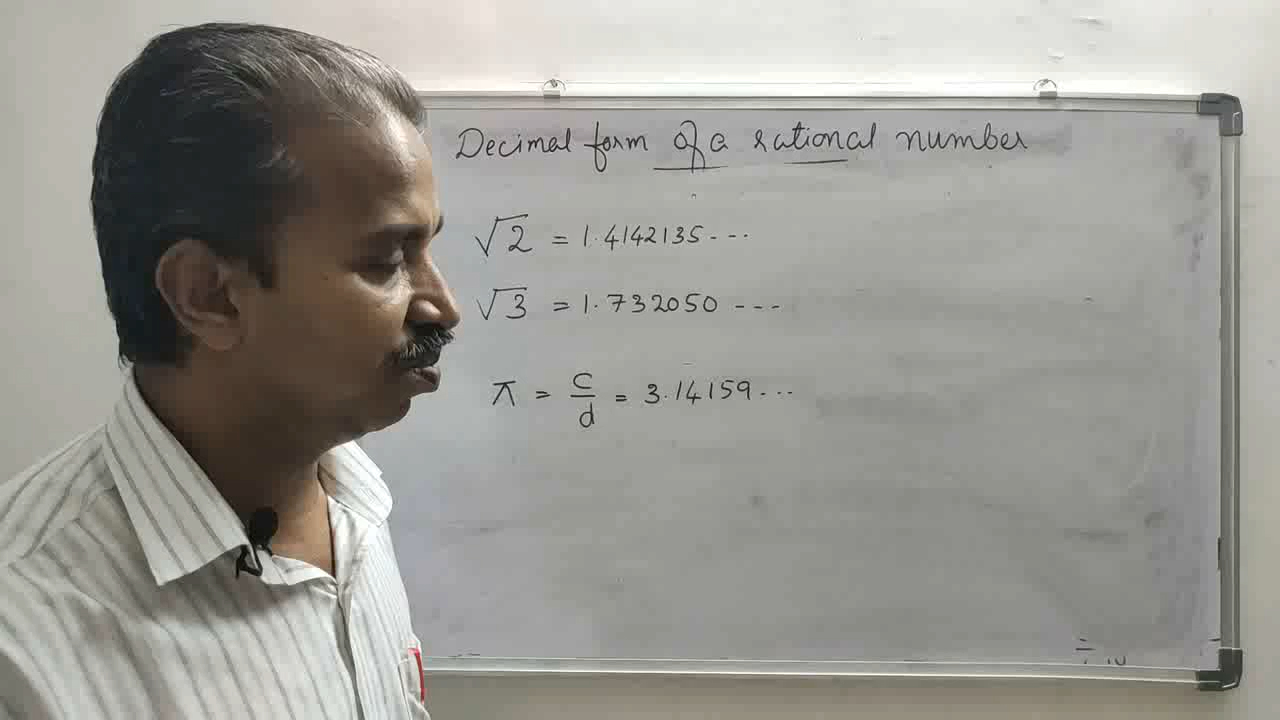 Decimal form of a rational number
√2 = 1.4142135---
√3 = 1.732050 ---
π = c/d = 3.14159...